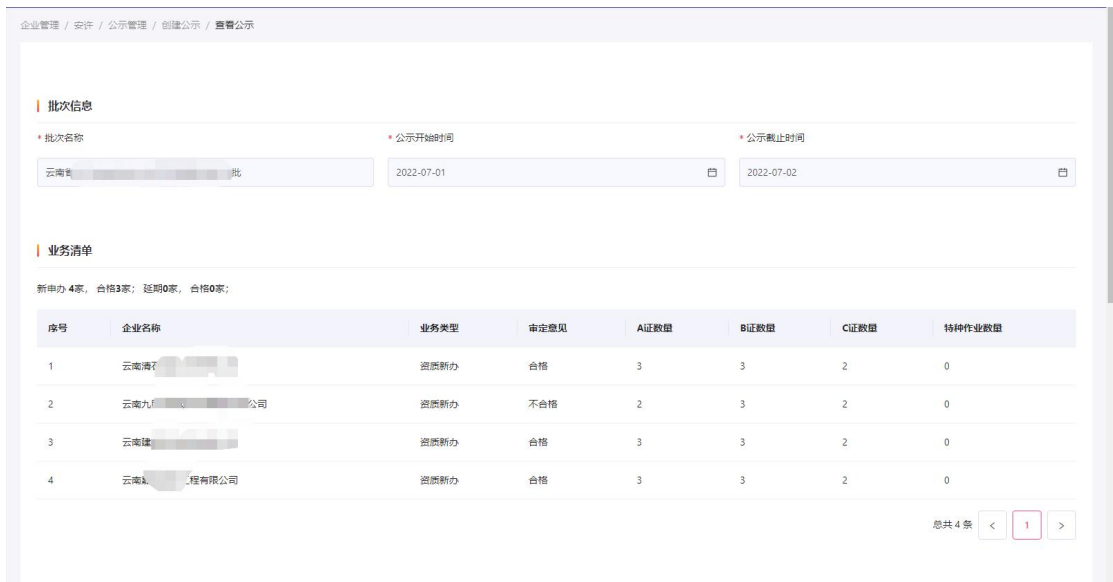 企业管理 / 安许 / 公示管理 / 创建公示 / 查看公示
批次信息
* 批次名称 * 公示开始时间 * 公示截止时间
云南省 批 2022-07-01 2022-07-02
业务清单
新申办 4家， 合格3家； 延期0家， 合格0家；
序号 企业名称 业务类型 审定意见 A证数量 B证数量 C证数量 特种作业数量
1 云南清 资质新办 合格 3 3 2 0
2 云南九 公司 资质新办 不合格 2 3 2 0
3 云南建 资质新办 合格 3 3 2 0
4 云南 工程有限公司 资质新办 合格 3 3 2 0
总共 4 条 < 1 >